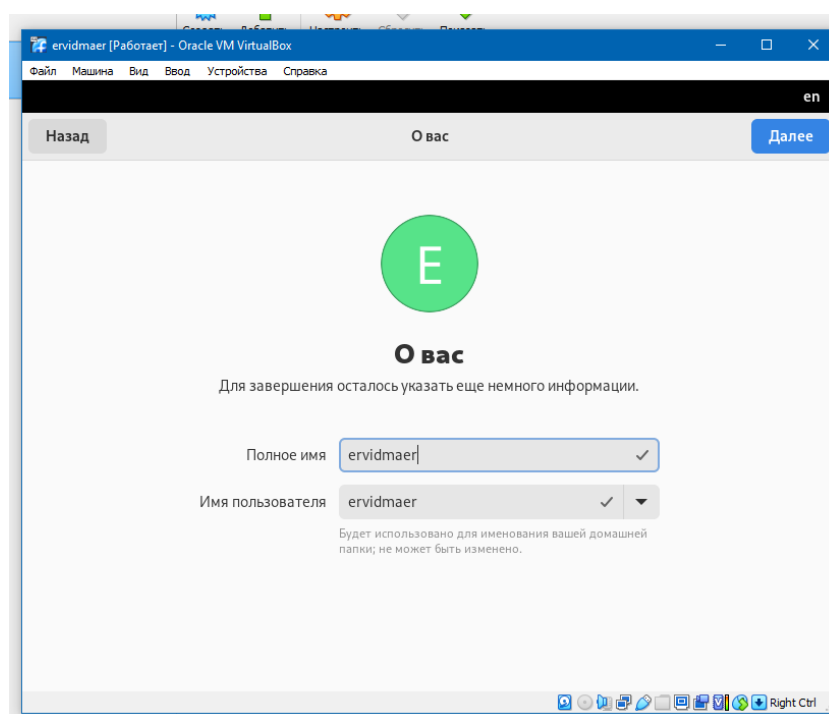 ervidmaer [Работает] - Oracle VM VirtualBox
Файл Машина Вид Ввод Устройства Справка
en
Назад О вас Далее
E
О вас
Для завершения осталось указать еще немного информации.
Полное имя ervidmaer
Имя пользователя ervidmaer
Будет использовано для именования вашей домашней
папки; не может быть изменено.
Right Ctrl